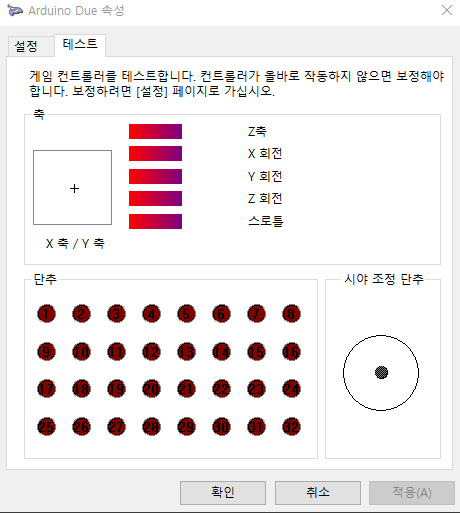 Arduino Due 속성
설정
테스트
게임 컨트롤러를 테스트합니다. 컨트롤러가 올바로 작동하지 않으면 보정해야
합니다. 보정하려면 [설정] 페이지로 가십시오.
축
Z축
X 회전
Y 회전
Z 회전
스로틀
X 축 / Y 축
단추
시야 조정 단추
1 2 3 4 5 6 7 8
9 10 11 12 13 14 15 16
17 18 19 20 21 22 23 24
25 26 27 28 29 30 31 32
확인
취소
적용(A)